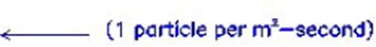 (1 particle per m²-second)